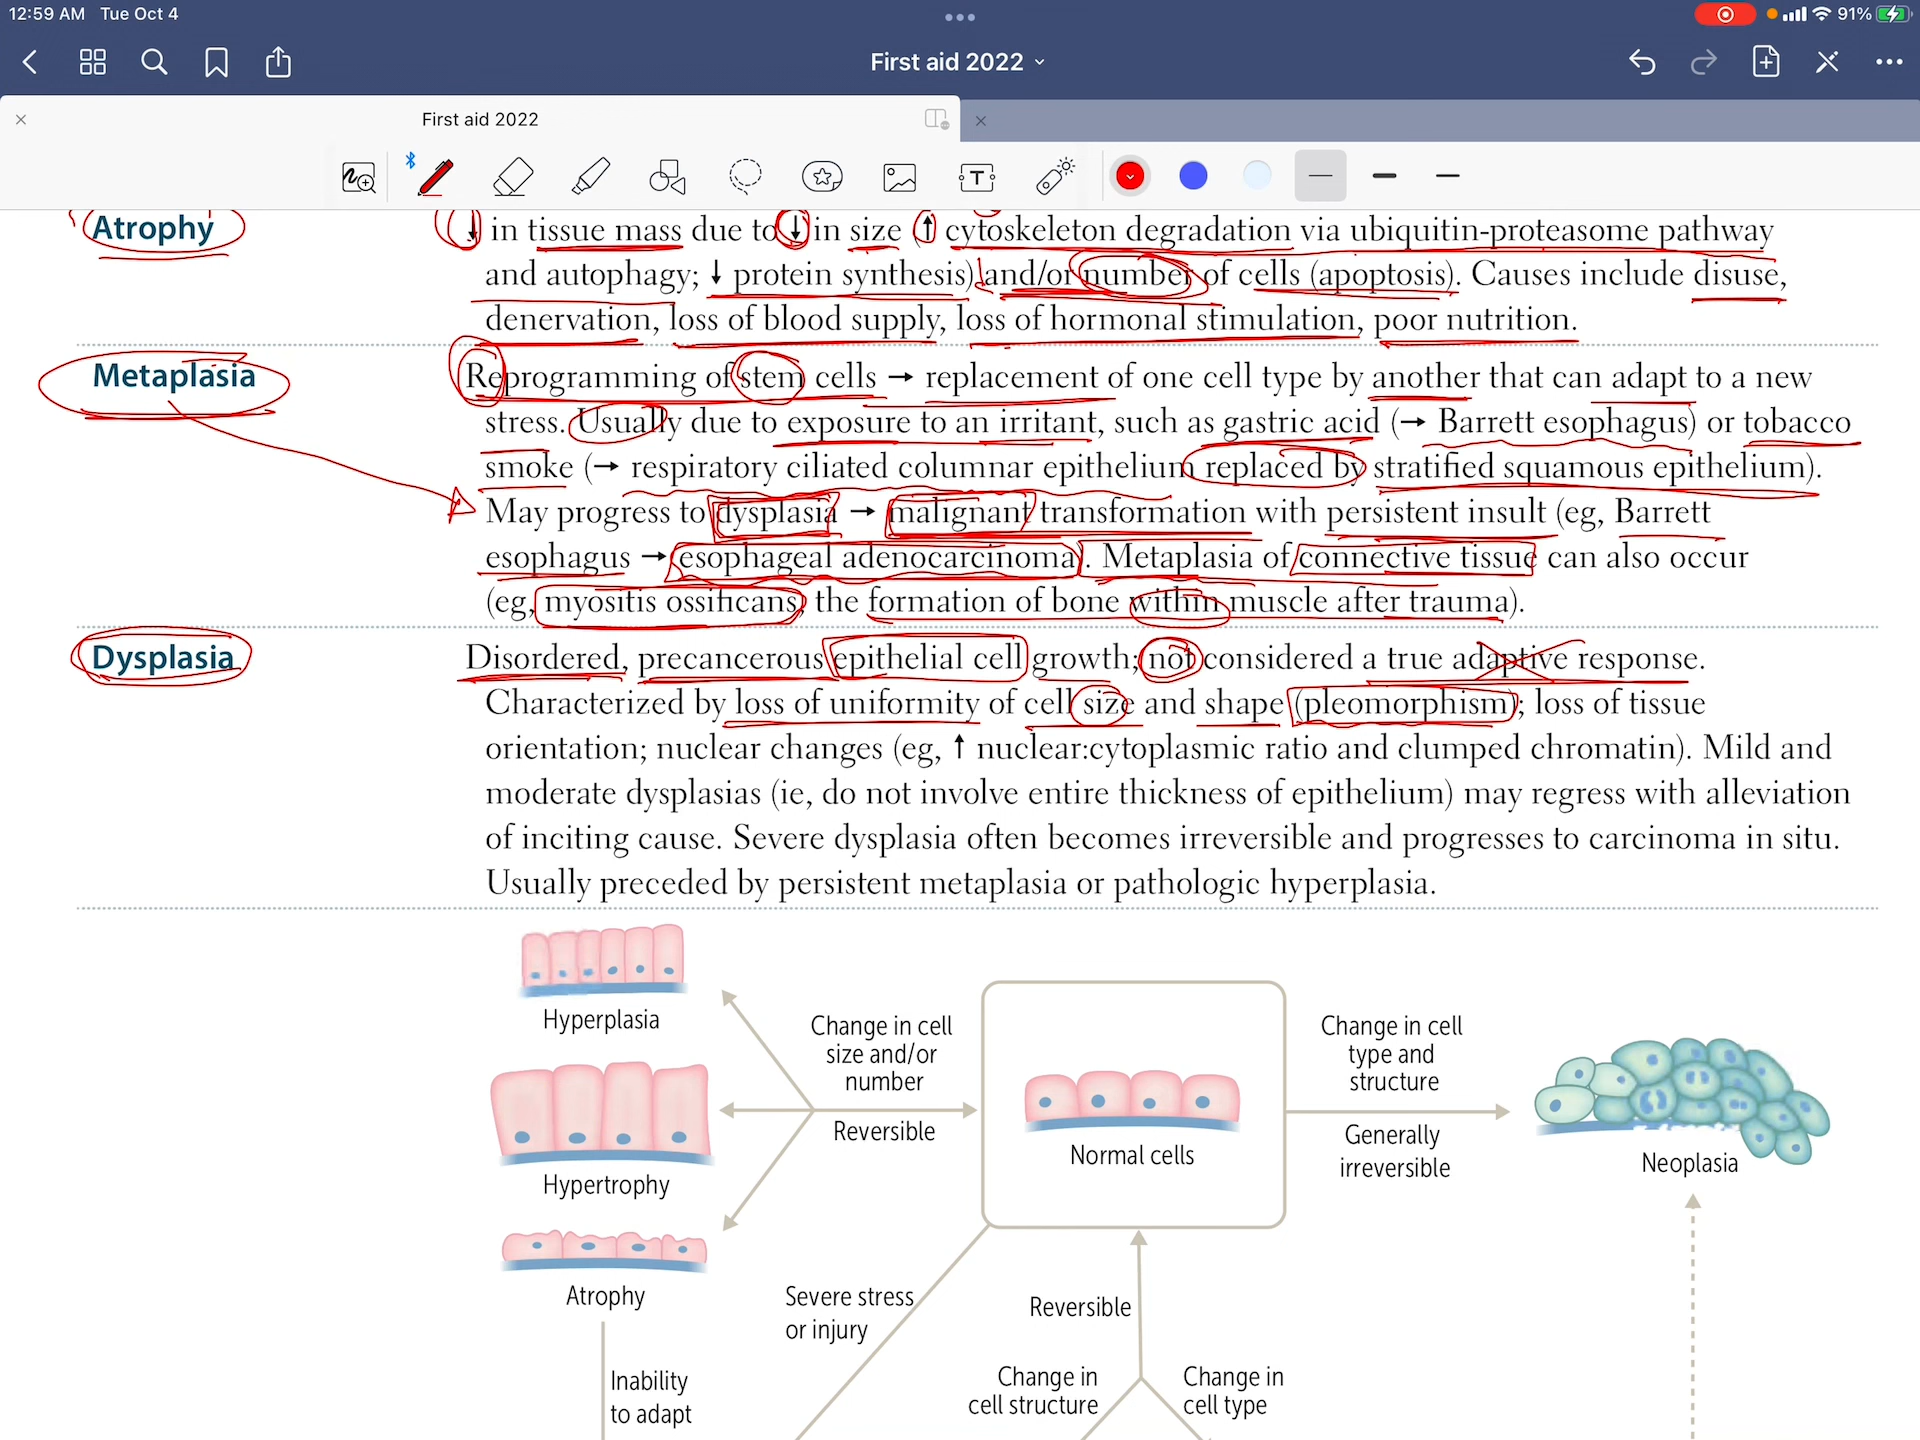 12:59 AM Tue Oct 4
91%
First aid 2022
First aid 2022
Atrophy
↓ in tissue mass due to ↓ in size (↑ cytoskeleton degradation via ubiquitin-proteasome pathway
and autophagy; ↓ protein synthesis) and/or number of cells (apoptosis). Causes include disuse,
denervation, loss of blood supply, loss of hormonal stimulation, poor nutrition.
Metaplasia
Reprogramming of stem cells → replacement of one cell type by another that can adapt to a new
stress. Usually due to exposure to an irritant, such as gastric acid (→ Barrett esophagus) or tobacco
smoke (→ respiratory ciliated columnar epithelium replaced by stratified squamous epithelium).
May progress to dysplasia → malignant transformation with persistent insult (eg, Barrett
esophagus → esophageal adenocarcinoma). Metaplasia of connective tissue can also occur
(eg, myositis ossificans, the formation of bone within muscle after trauma).
Dysplasia
Disordered, precancerous epithelial cell growth; not considered a true adaptive response.
Characterized by loss of uniformity of cell size and shape (pleomorphism); loss of tissue
orientation; nuclear changes (eg, ↑ nuclear:cytoplasmic ratio and clumped chromatin). Mild and
moderate dysplasias (ie, do not involve entire thickness of epithelium) may regress with alleviation
of inciting cause. Severe dysplasia often becomes irreversible and progresses to carcinoma in situ.
Usually preceded by persistent metaplasia or pathologic hyperplasia.
Hyperplasia
Change in cell
size and/or
number
Change in cell
type and
structure
Reversible
Normal cells
Generally
irreversible
Neoplasia
Hypertrophy
Atrophy
Severe stress
or injury
Reversible
Inability
to adapt
Change in
cell structure
Change in
cell type